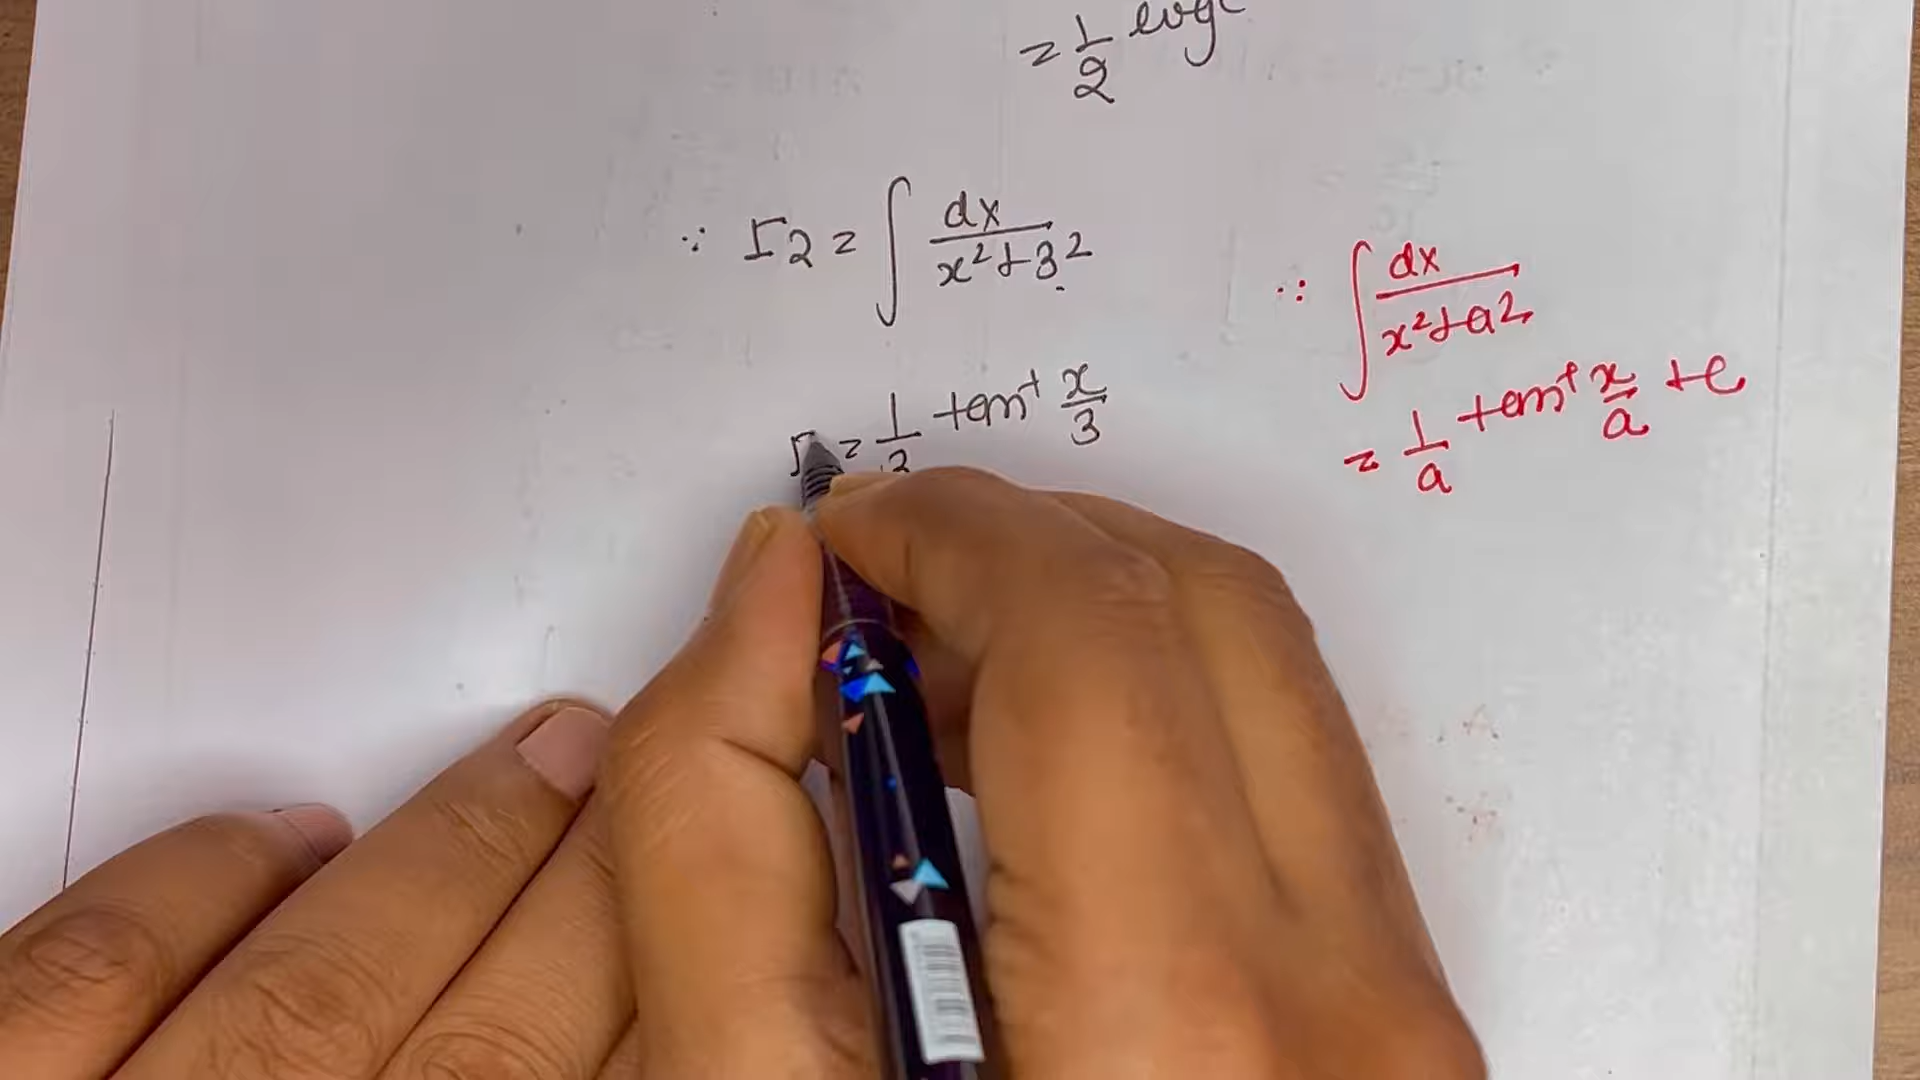 = 1/2 log
∵ I2 = ∫ dx/x²+3²
I = 1/3 tan⁻¹ x/3
∵ ∫ dx/x²+a²
= 1/a tan⁻¹ x/a + c